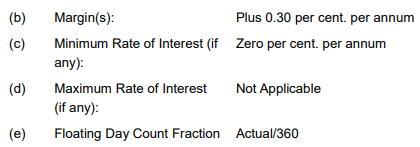 (b) Margin(s): Plus 0.30 per cent. per annum
(c) Minimum Rate of Interest (if Zero per cent. per annum
any):
(d) Maximum Rate of Interest Not Applicable
(if any):
(e) Floating Day Count Fraction Actual/360